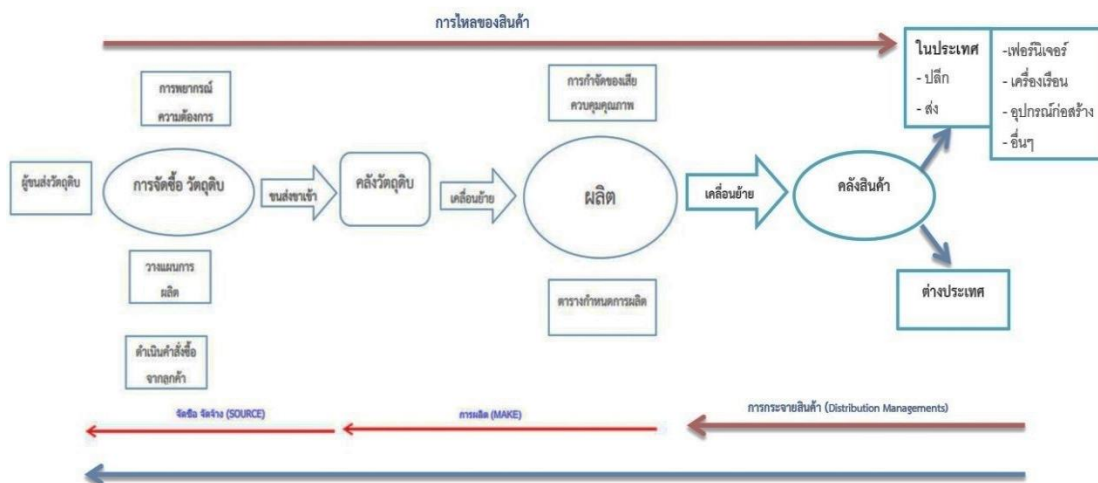 การไหลของสินค้า
ในประเทศ
- ปลีก
- ส่ง
-เฟอร์นิเจอร์
- เครื่องเรือน
- อุปกรณ์ก่อสร้าง
- อื่นๆ
การพยากรณ์
ความต้องการ
การกำจัดของเสีย
ควบคุมคุณภาพ
ผู้ขนส่งวัตถุดิบ
การจัดซื้อ วัตถุดิบ
ขนส่งขาเข้า
คลังวัตถุดิบ
เคลื่อนย้าย
ผลิต
เคลื่อนย้าย
คลังสินค้า
วางแผนการ
ผลิต
ตารางกำหนดการผลิต
ต่างประเทศ
ดำเนินคำสั่งซื้อ
จากลูกค้า
จัดซื้อ จัดจ้าง (SOURCE)
การผลิต (MAKE)
การกระจายสินค้า (Distribution Managements)